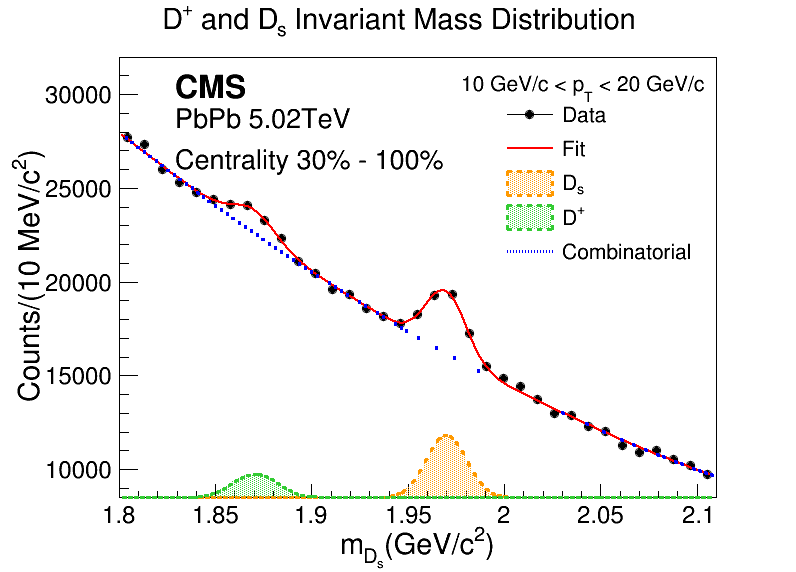 D⁺ and Dₛ Invariant Mass Distribution
CMS
PbPb 5.02TeV
Centrality 30% - 100%
10 GeV/c < p_T < 20 GeV/c
Data
Fit
Dₛ
D⁺
Combinatorial
Counts/(10 MeV/c²)
30000
25000
20000
15000
10000
1.8 1.85 1.9 1.95 2 2.05 2.1
m_Dₛ(GeV/c²)